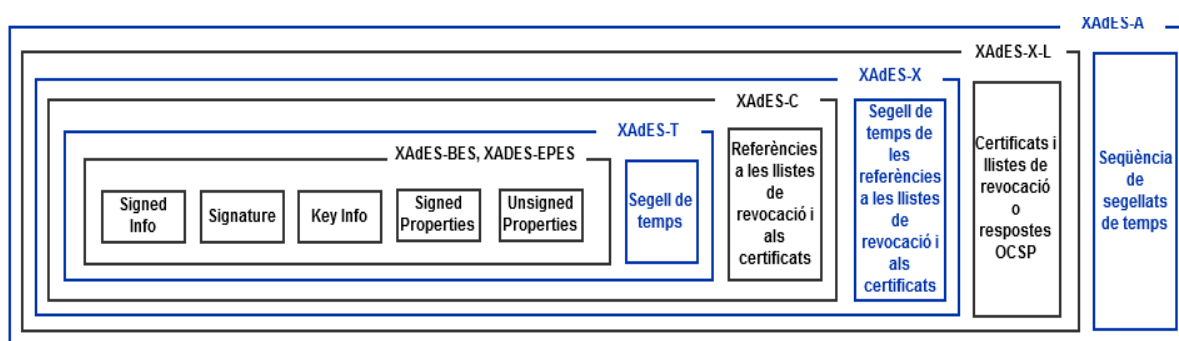 XAdES-A
XAdES-X-L
XAdES-X
XAdES-C
XAdES-T
XAdES-BES, XADES-EPES
Signed
Info
Signature
Key Info
Signed
Properties
Unsigned
Properties
Segell de
temps
Referències
a les llistes
de
revocació i
als
certificats
Segell de
temps de
les
referències
a les llistes
de
revocació i
als
certificats
Certificats i
llistes de
revocació
o
respostes
OCSP
Seqüència
de
segellats
de temps